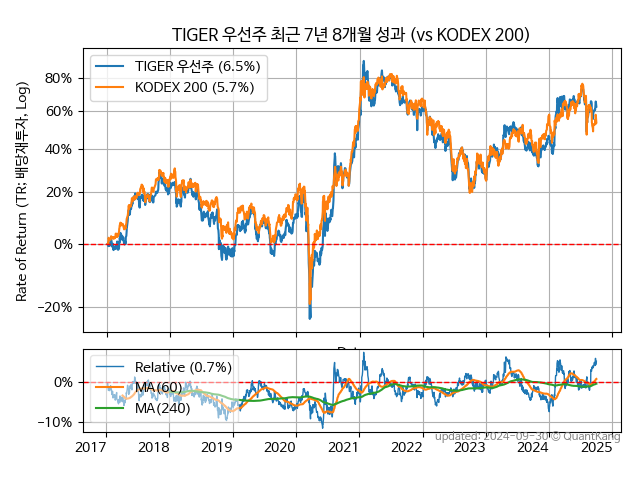 TIGER 우선주 최근 7년 8개월 성과 (vs KODEX 200)
Rate of Return (TR: 배당재투자, Log)
80%
60%
40%
20%
0%
−20%
TIGER 우선주 (6.5%)
KODEX 200 (5.7%)
0%
−10%
Relative (0.7%)
MA(60)
MA(240)
2017
2018
2019
2020
2021
2022
2023
2024
2025
updated: 2024-09-30 © QuantKang